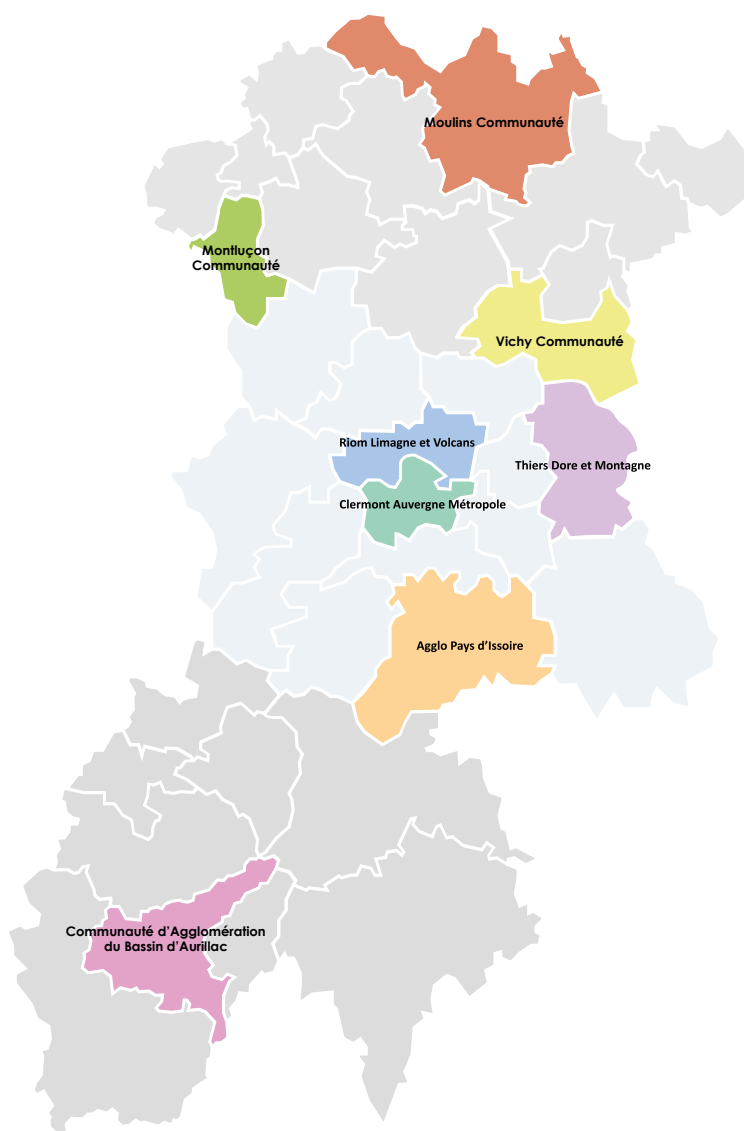 Moulins Communauté
Montluçon
Communauté
Vichy Communauté
Riom Limagne et Volcans
Thiers Dore et Montagne
Clermont Auvergne Métropole
Agglo Pays d'Issoire
Communauté d'Agglomération
du Bassin d'Aurillac